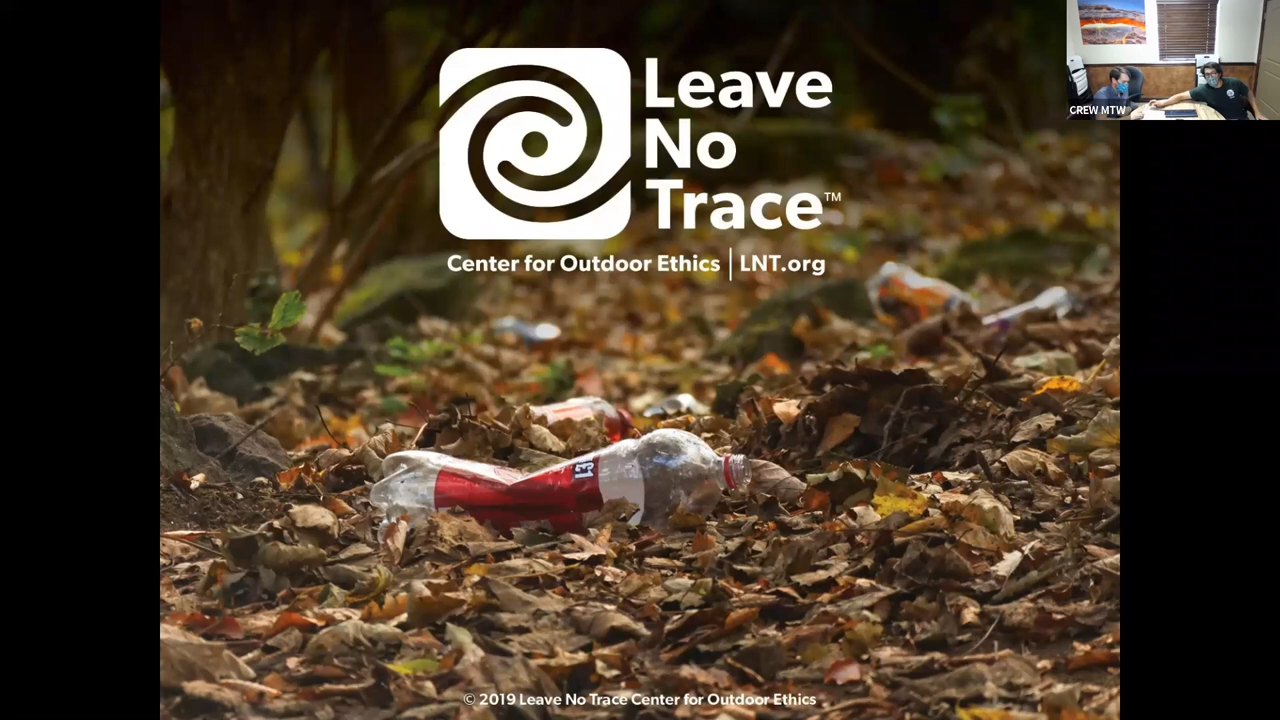 Leave
No
Trace™
Center for Outdoor Ethics | LNT.org
CREW MTW
© 2019 Leave No Trace Center for Outdoor Ethics